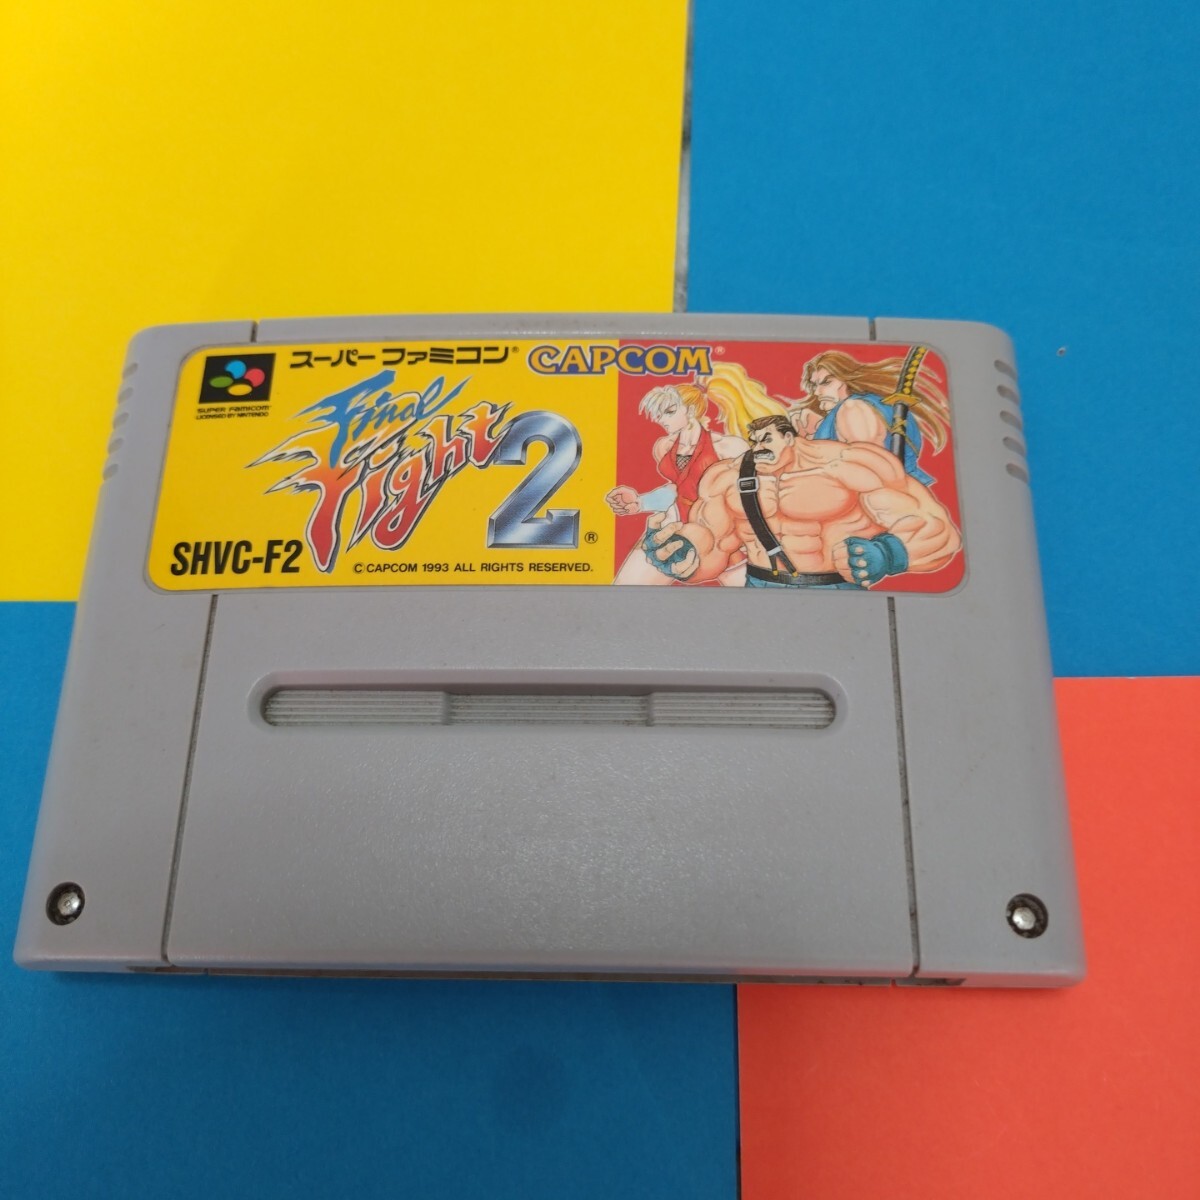 スーパーファミコン® CAPCOM®
SUPER FAMICOM™
LICENSED BY NINTENDO
Final
Fight 2®
SHVC-F2
© CAPCOM 1993 ALL RIGHTS RESERVED.